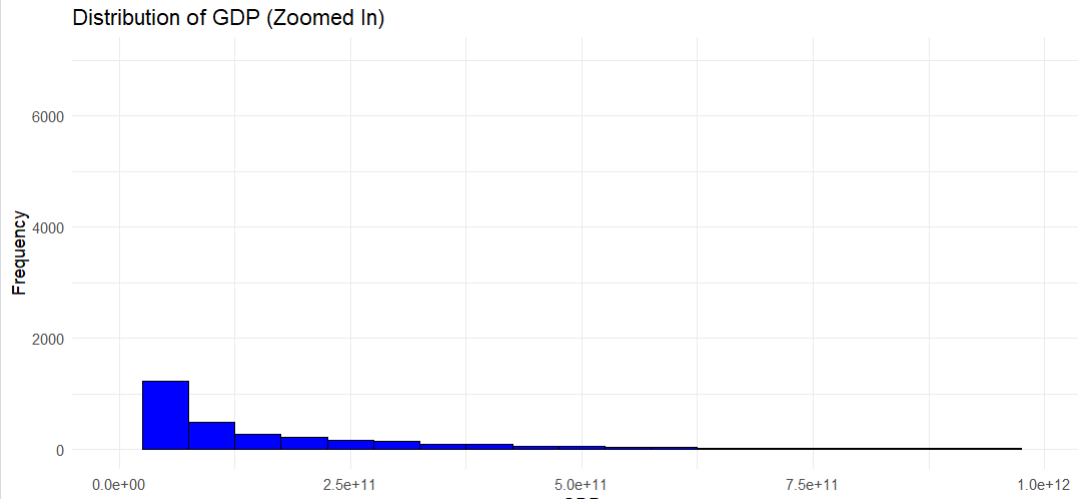 Distribution of GDP (Zoomed In)
Frequency
6000
4000
2000
0
0.0e+00 2.5e+11 5.0e+11 7.5e+11 1.0e+12